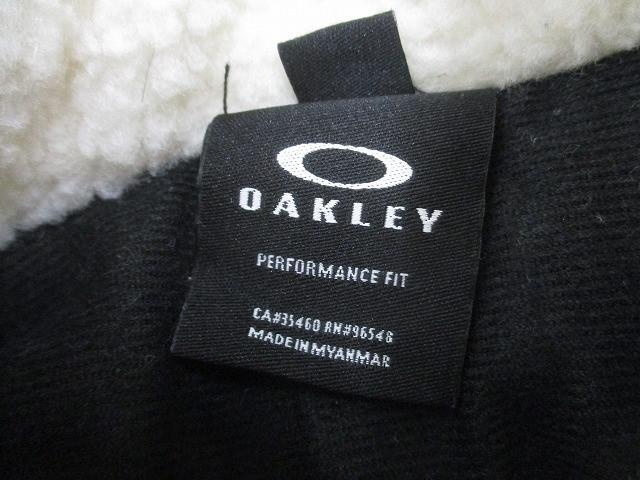 OAKLEY
PERFORMANCE FIT
CA#35460 RN#96548
MADE IN MYANMAR